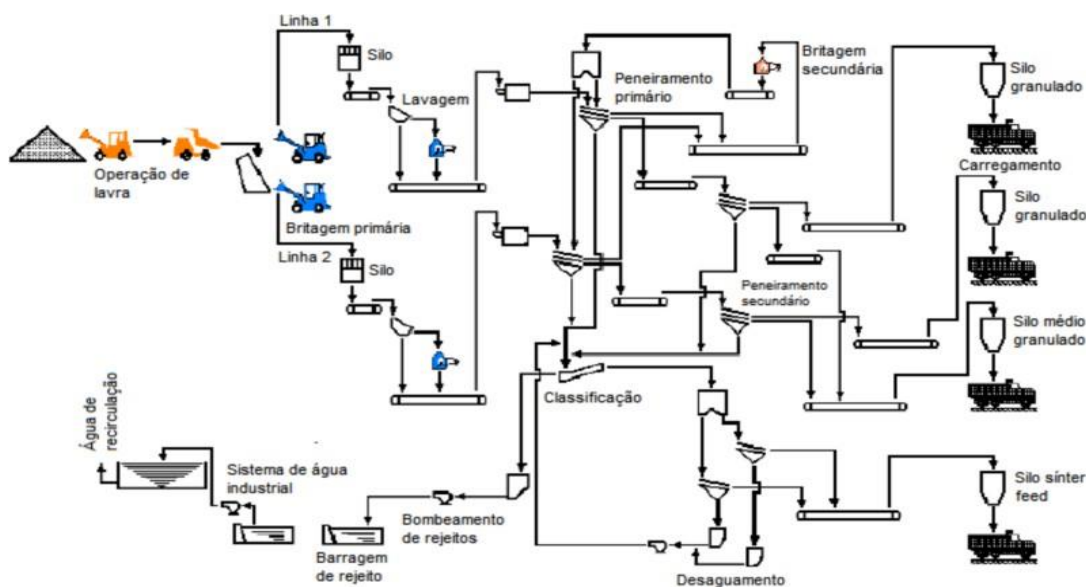 Linha 1
Silo
Lavagem
Operação de
lavra
Britagem primária
Linha 2
Silo
Peneiramento
primário
Britagem
secundária
Silo
granulado
Carregamento
Silo
granulado
Peneiramento
secundário
Silo médio
granulado
Classificação
Água de
recirculação
Sistema de água
industrial
Barragem
de rejeito
Bombeamento
de rejeitos
Desaguamento
Silo sínter
feed